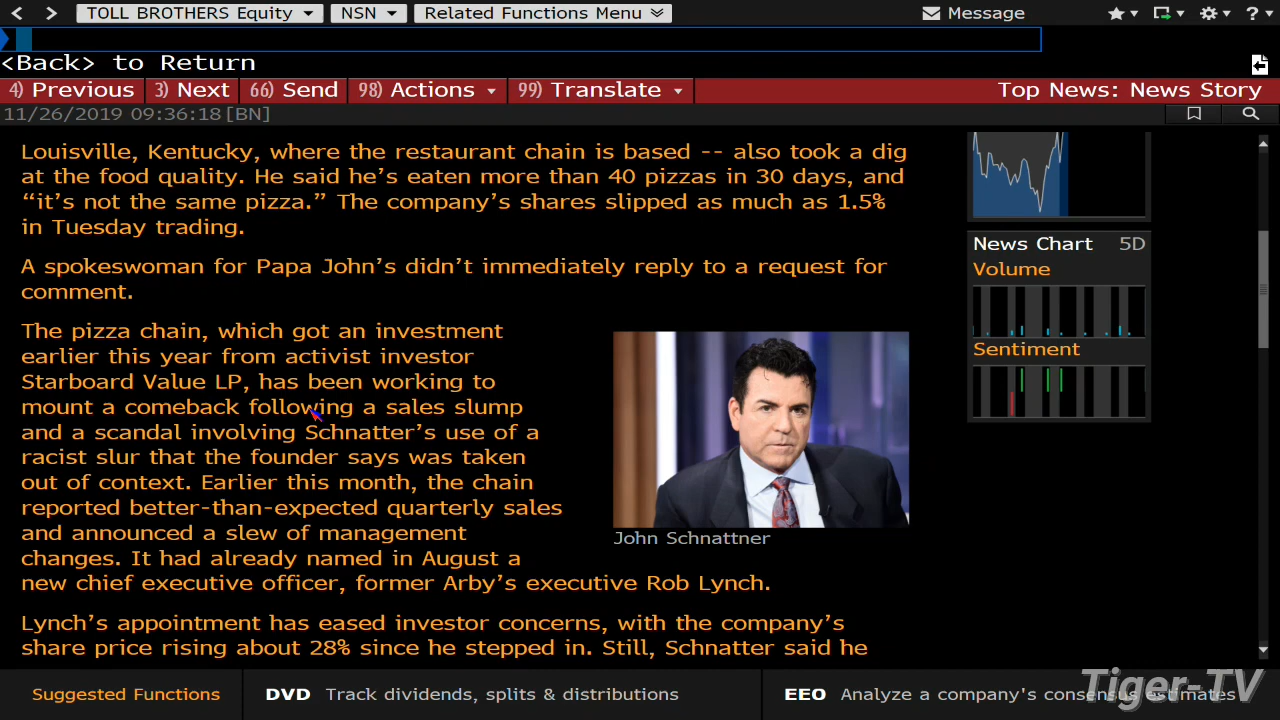 TOLL BROTHERS Equity NSN Related Functions Menu Message ?
<Back> to Return
4) Previous 3) Next 66) Send 98) Actions 99) Translate Top News: News Story
11/26/2019 09:36:18[BN]
Louisville, Kentucky, where the restaurant chain is based -- also took a dig
at the food quality. He said he’s eaten more than 40 pizzas in 30 days, and
“it’s not the same pizza.” The company’s shares slipped as much as 1.5%
in Tuesday trading.
A spokeswoman for Papa John’s didn’t immediately reply to a request for
comment.
The pizza chain, which got an investment
earlier this year from activist investor
Starboard Value LP, has been working to
mount a comeback following a sales slump
and a scandal involving Schnatter’s use of a
racist slur that the founder says was taken
out of context. Earlier this month, the chain
reported better-than-expected quarterly sales
and announced a slew of management
changes. It had already named in August a
new chief executive officer, former Arby’s executive Rob Lynch.
Lynch’s appointment has eased investor concerns, with the company’s
share price rising about 28% since he stepped in. Still, Schnatter said he
John Schnattner
News Chart 5D
Volume
Sentiment
Suggested Functions DVD Track dividends, splits & distributions EEO Analyze a company's consensus estimates
Tiger-TV